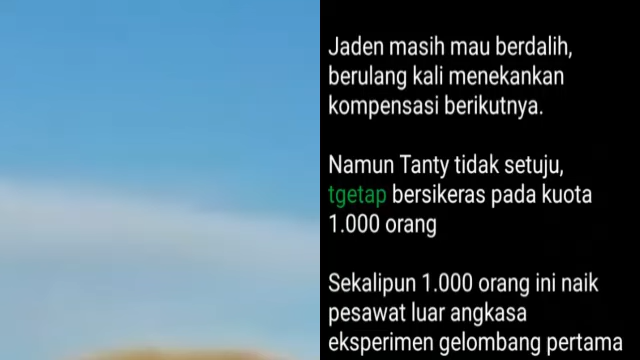 Jaden masih mau berdalih,
berulang kali menekankan
kompensasi berikutnya.
Namun Tanty tidak setuju,
tgetap bersikeras pada kuota
1.000 orang
Sekalipun 1.000 orang ini naik
pesawat luar angkasa
eksperimen gelombang pertama